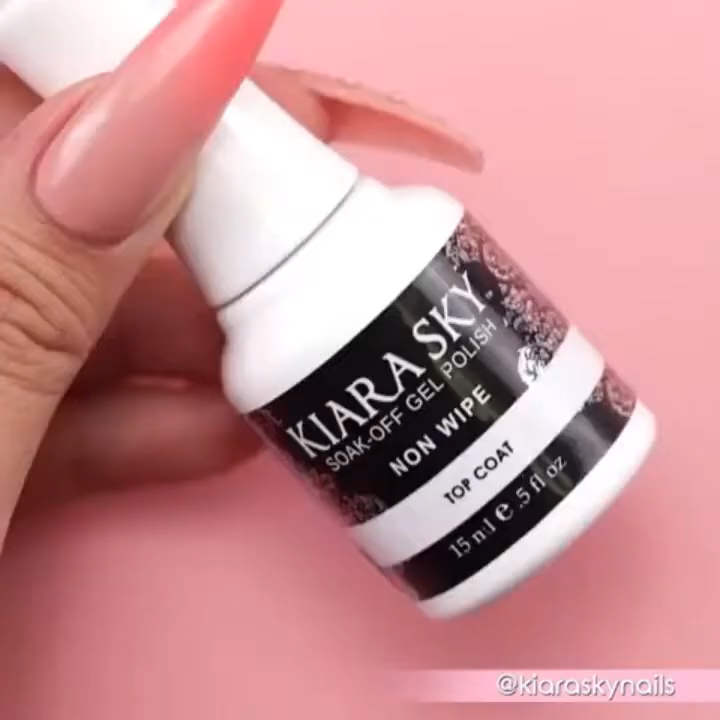 KIARA SKY
SOAK-OFF GEL POLISH
NON WIPE
TOP COAT
15 ml e .5 fl oz
@kiaraskynails